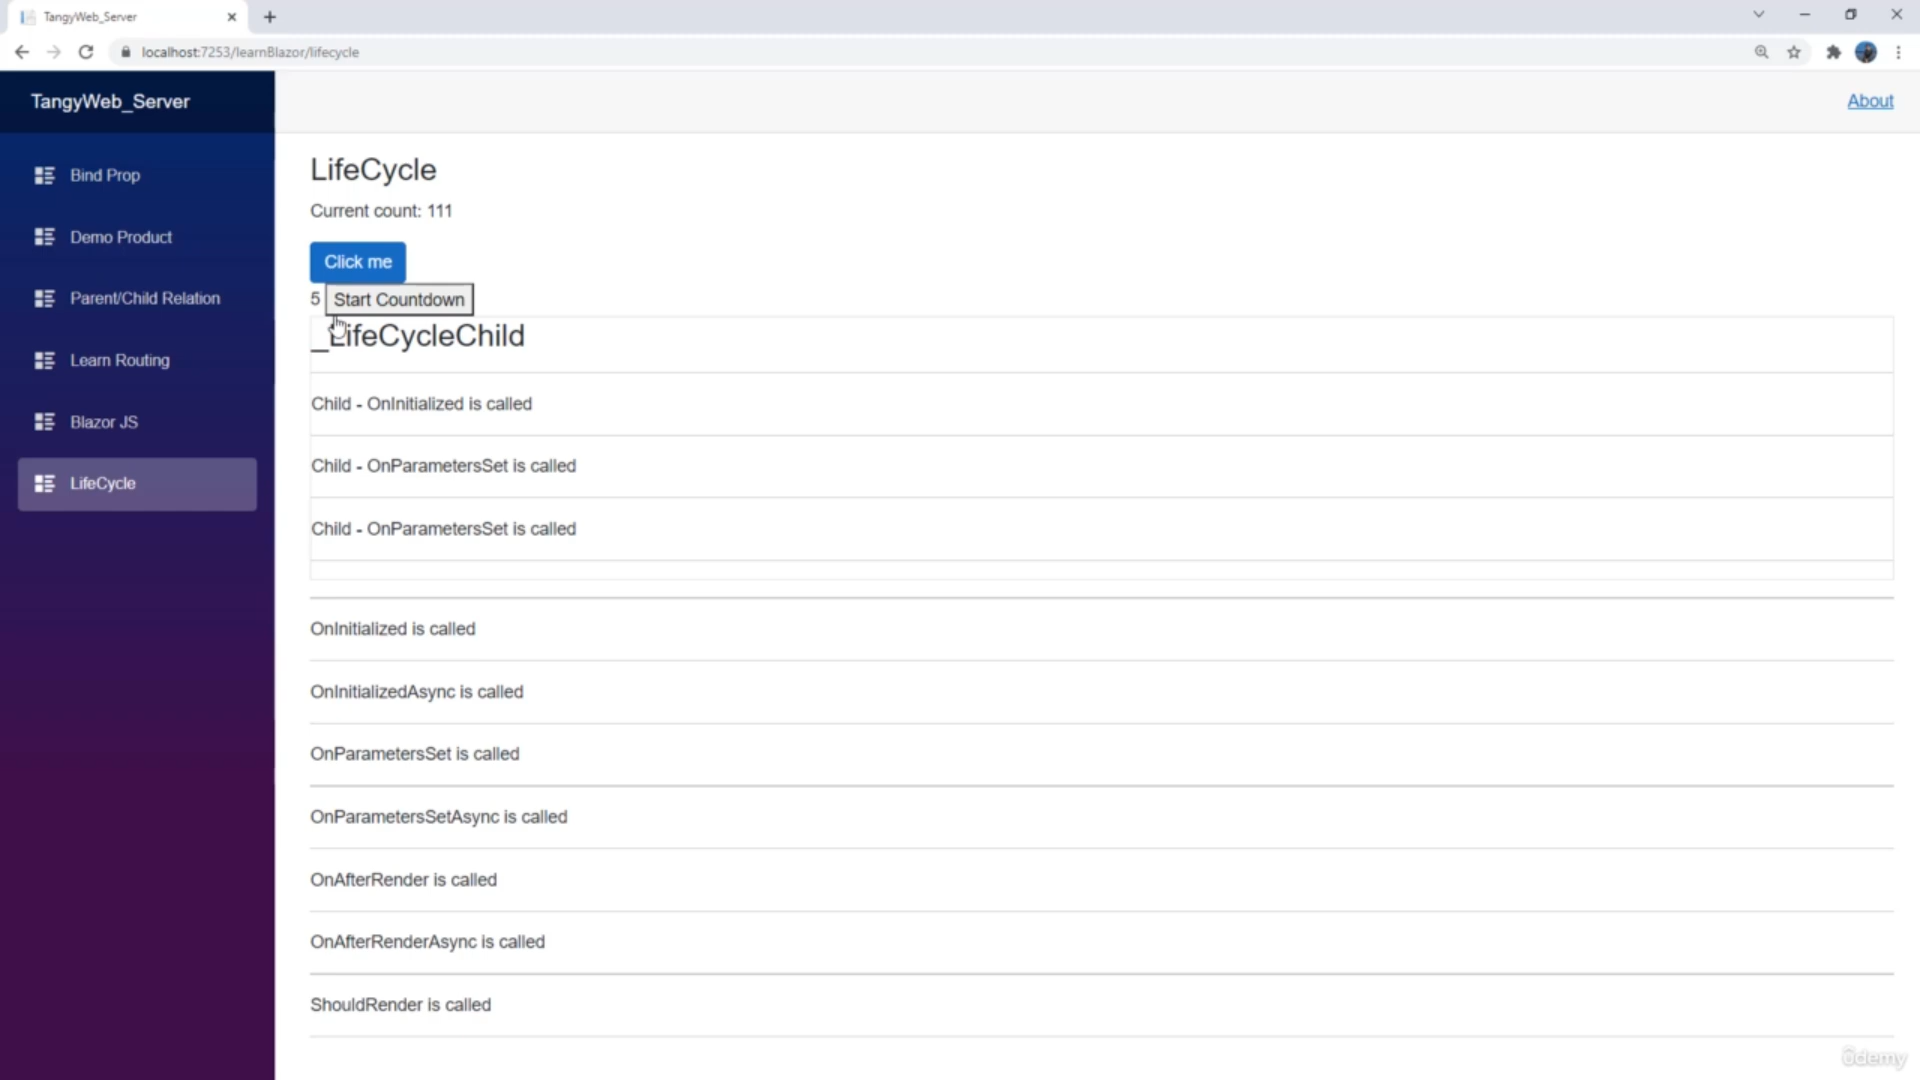 TangyWeb_Server
localhost:7253/learnBlazor/lifecycle
TangyWeb_Server
About
Bind Prop
Demo Product
Parent/Child Relation
Learn Routing
Blazor JS
LifeCycle
LifeCycle
Current count: 111
Click me
5 Start Countdown
_LifeCycleChild
Child - OnInitialized is called
Child - OnParametersSet is called
Child - OnParametersSet is called
OnInitialized is called
OnInitializedAsync is called
OnParametersSet is called
OnParametersSetAsync is called
OnAfterRender is called
OnAfterRenderAsync is called
ShouldRender is called
ûdemy